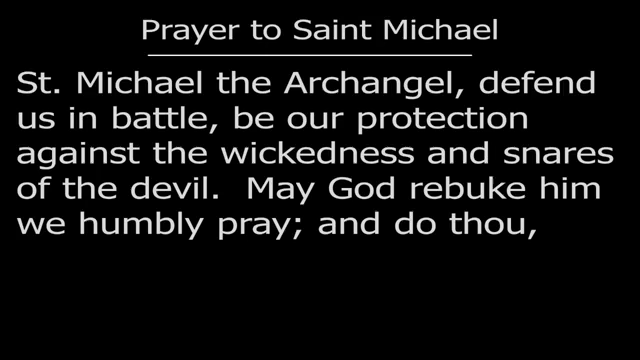 Prayer to Saint Michael
St. Michael the Archangel, defend
us in battle, be our protection
against the wickedness and snares
of the devil.  May God rebuke him
we humbly pray; and do thou,